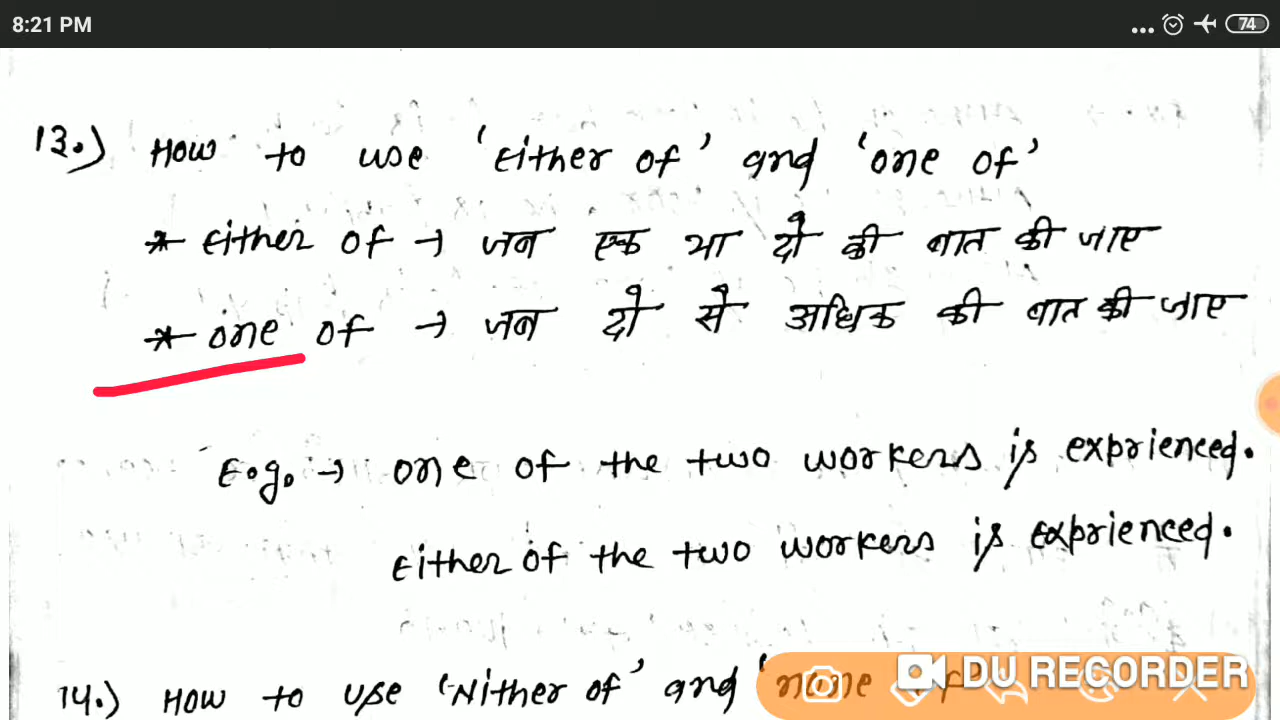 8:21 PM
74
13.) How to use 'Either of' and 'one of'
* Either of → जब एक या दो की बात की जाए
* one of → जब दो से अधिक की बात की जाए
E.g. → one of the two workers is exprienced.
Either of the two workers is exprienced.
14.) How to use 'Nither of' and 'none of'
DU RECORDER